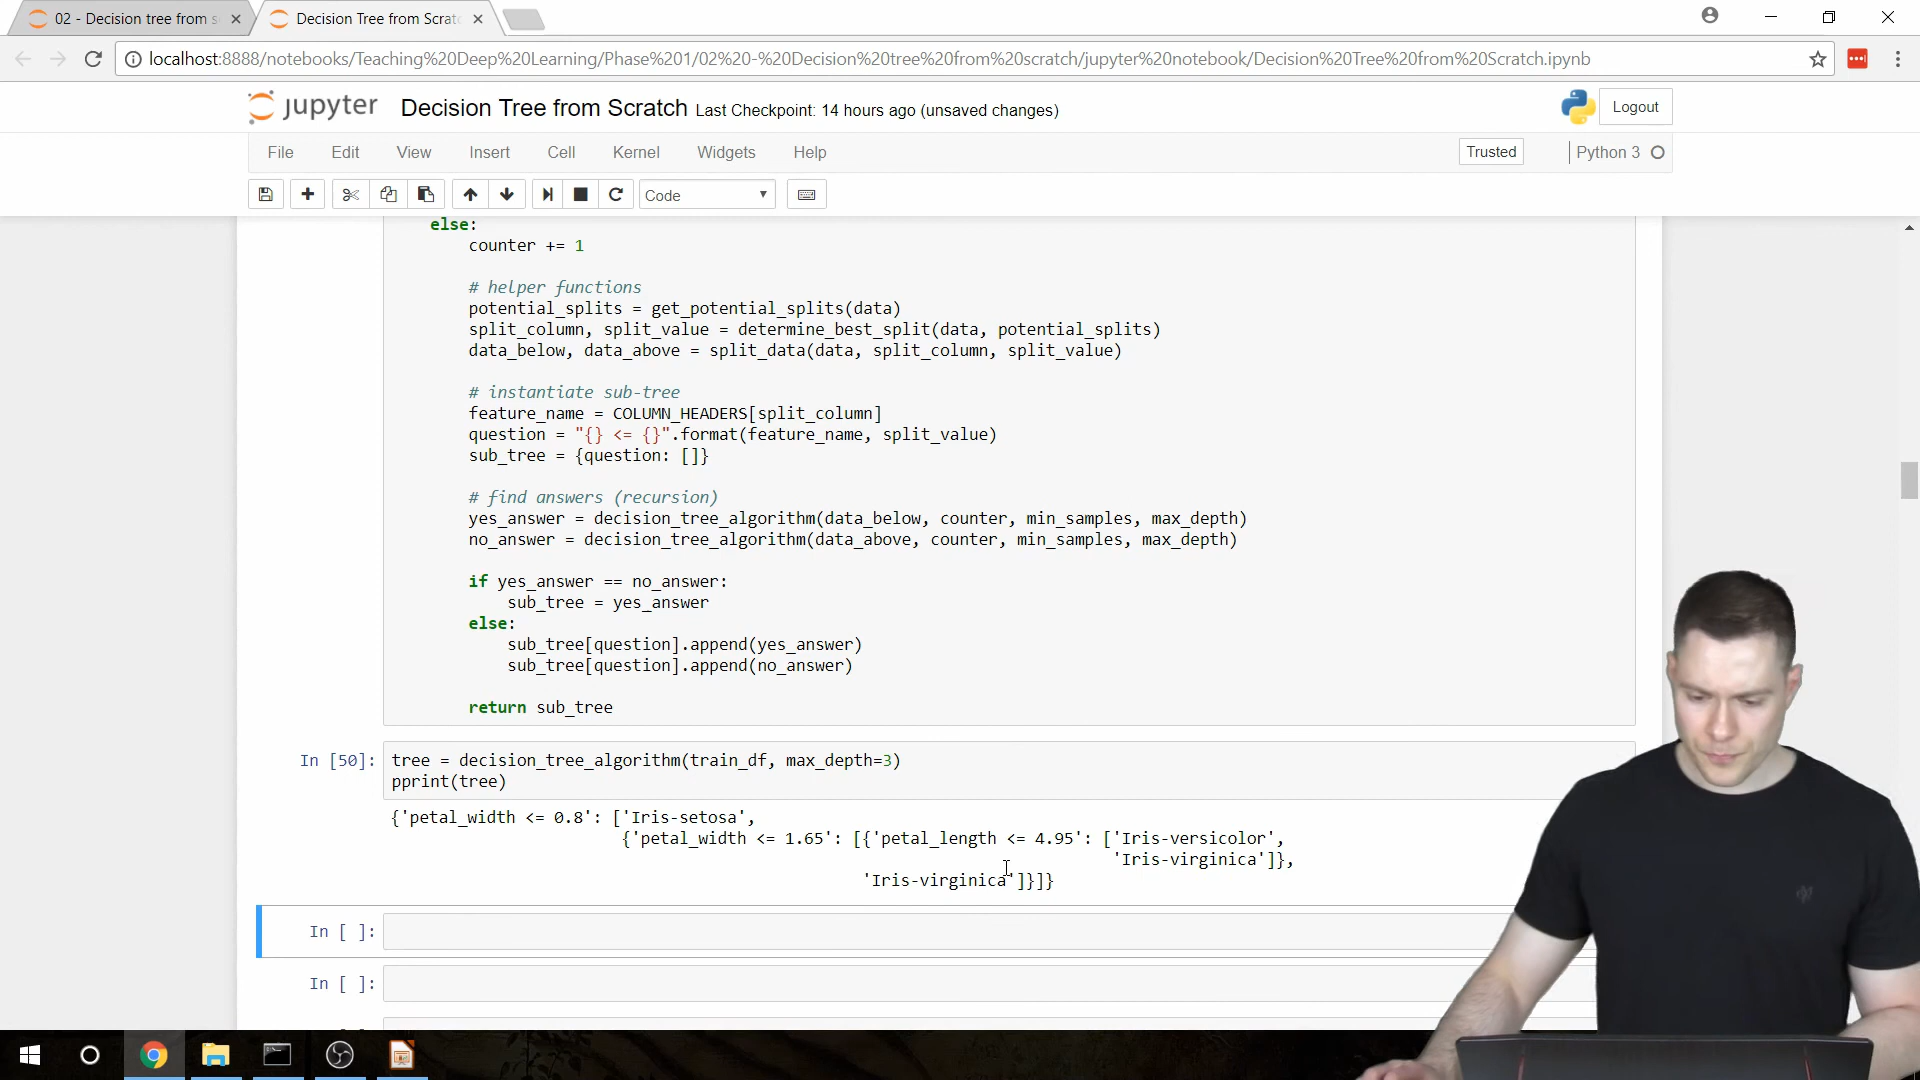 02 - Decision tree from s
Decision Tree from Scrat
localhost:8888/notebooks/Teaching%20Deep%20Learning/Phase%201/02%20-%20Decision%20tree%20from%20scratch/jupyter%20notebook/Decision%20Tree%20from%20Scratch.ipynb
jupyter Decision Tree from Scratch Last Checkpoint: 14 hours ago (unsaved changes)
Logout
File Edit View Insert Cell Kernel Widgets Help
Trusted
Python 3
Code
else:
counter += 1
# helper functions
potential_splits = get_potential_splits(data)
split_column, split_value = determine_best_split(data, potential_splits)
data_below, data_above = split_data(data, split_column, split_value)
# instantiate sub-tree
feature_name = COLUMN_HEADERS[split_column]
question = "{} <= {}".format(feature_name, split_value)
sub_tree = {question: []}
# find answers (recursion)
yes_answer = decision_tree_algorithm(data_below, counter, min_samples, max_depth)
no_answer = decision_tree_algorithm(data_above, counter, min_samples, max_depth)
if yes_answer == no_answer:
sub_tree = yes_answer
else:
sub_tree[question].append(yes_answer)
sub_tree[question].append(no_answer)
return sub_tree
In [50]: tree = decision_tree_algorithm(train_df, max_depth=3)
pprint(tree)
{'petal_width <= 0.8': ['Iris-setosa',
{'petal_width <= 1.65': [{'petal_length <= 4.95': ['Iris-versicolor',
'Iris-virginica']},
'Iris-virginica']}]}
In [ ]:
In [ ]: